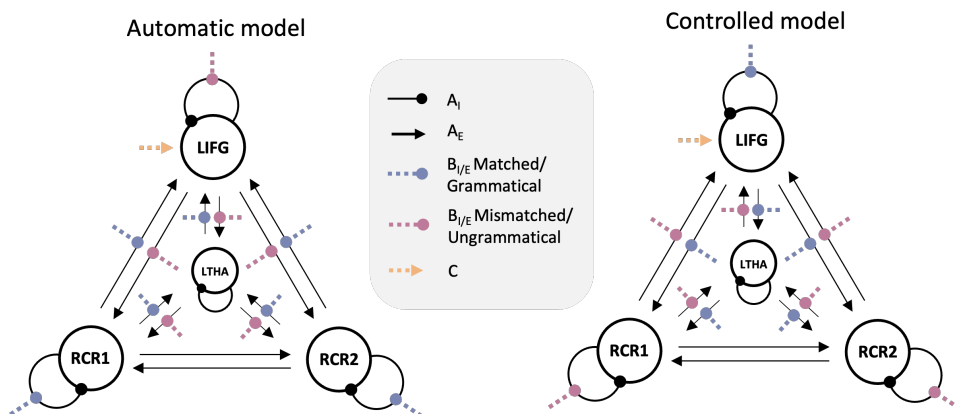 Automatic model
Controlled model
LIFG
LTHA
RCR1
RCR2
A_I
A_E
B_I/E Matched/
Grammatical
B_I/E Mismatched/
Ungrammatical
C
LIFG
LTHA
RCR1
RCR2